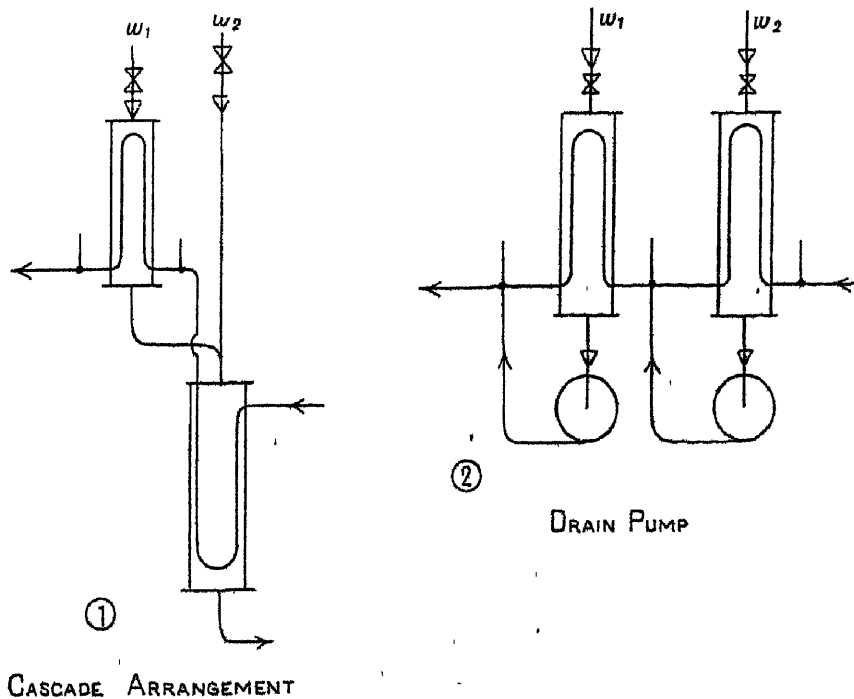 w₁
w₂
①
CASCADE ARRANGEMENT
w₁
w₂
②
DRAIN PUMP